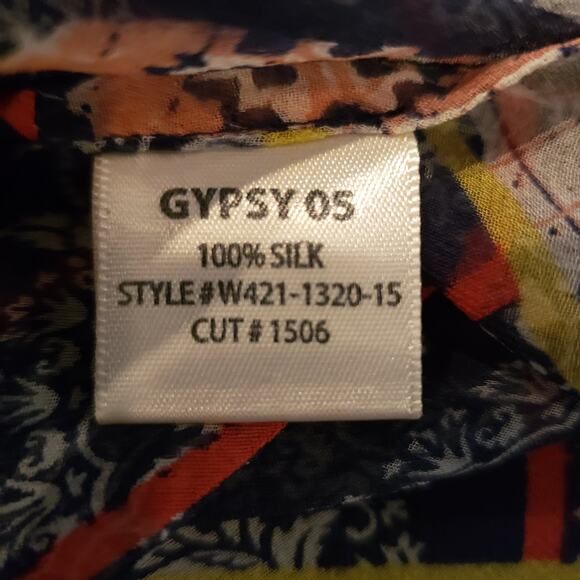 GYPSY 05
100% SILK
STYLE#W421-1320-15
CUT # 1506